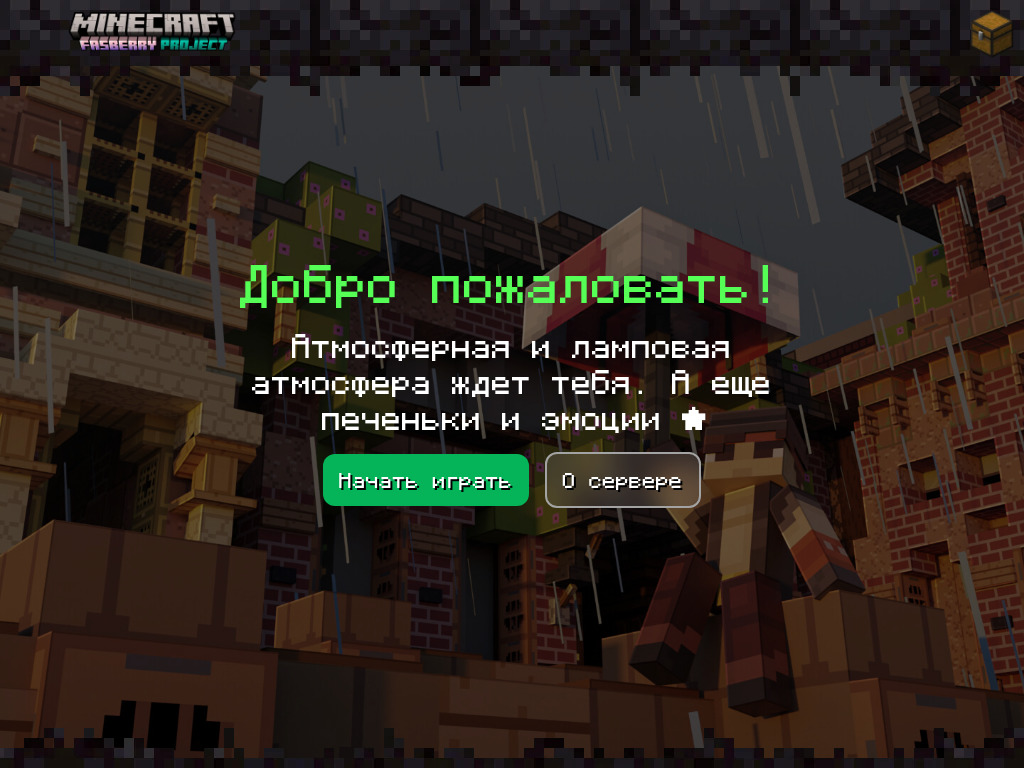 MINECRAFT
FASBERRY PROJECT
Добро пожаловать!
Атмосферная и ламповая
атмосфера ждет тебя. А еще
печеньки и эмоции
Начать играть
О сервере